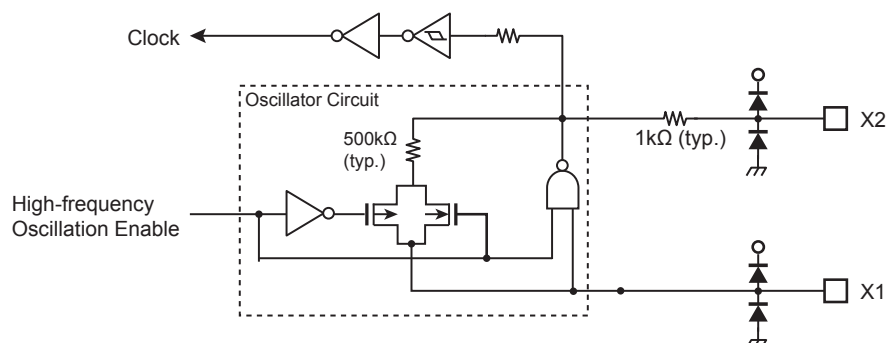 Clock
Oscillator Circuit
500kΩ
(typ.)
1kΩ (typ.)
X2
High-frequency
Oscillation Enable
X1